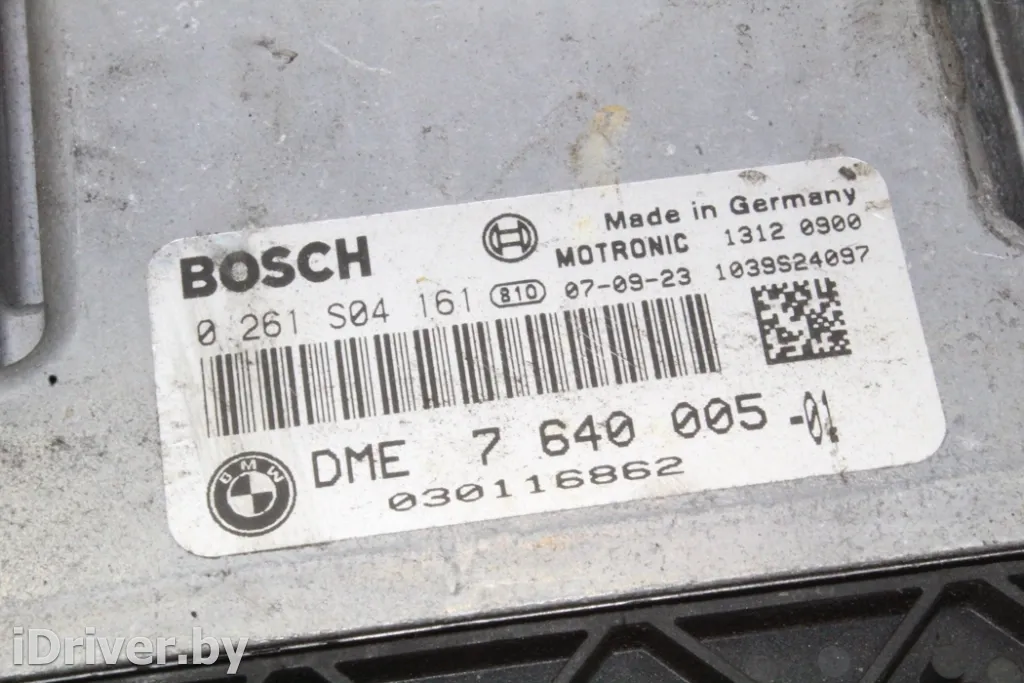 Made in Germany
BOSCH
MOTRONIC 1312 0900
0 261 S04 161 810 07-09-23 1039S24097
DME 7 640 005 -01
BMW
030116862
iDriver.by